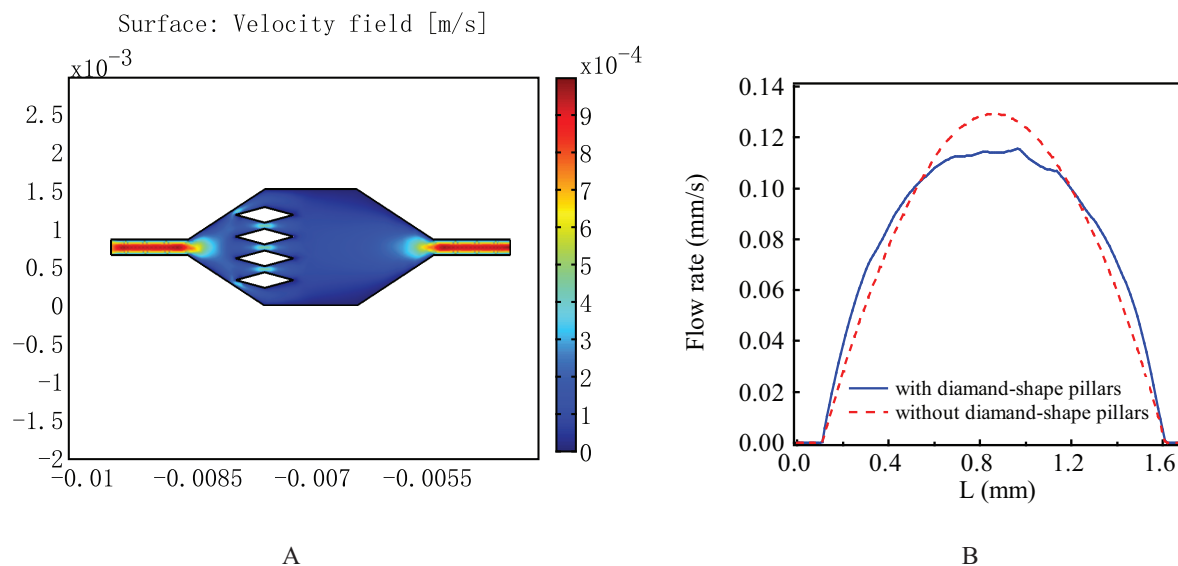 Surface: Velocity field [m/s]
x10⁻³
x10⁻⁴
2.5
2
1.5
1
0.5
0
-0.5
-1
-1.5
-2
-0.01 -0.0085 -0.007 -0.0055
9
8
7
6
5
4
3
2
1
0
A
Flow rate (mm/s)
0.14
0.12
0.10
0.08
0.06
0.04
0.02
0.00
with diamand-shape pillars
without diamand-shape pillars
0.0 0.4 0.8 1.2 1.6
L (mm)
B